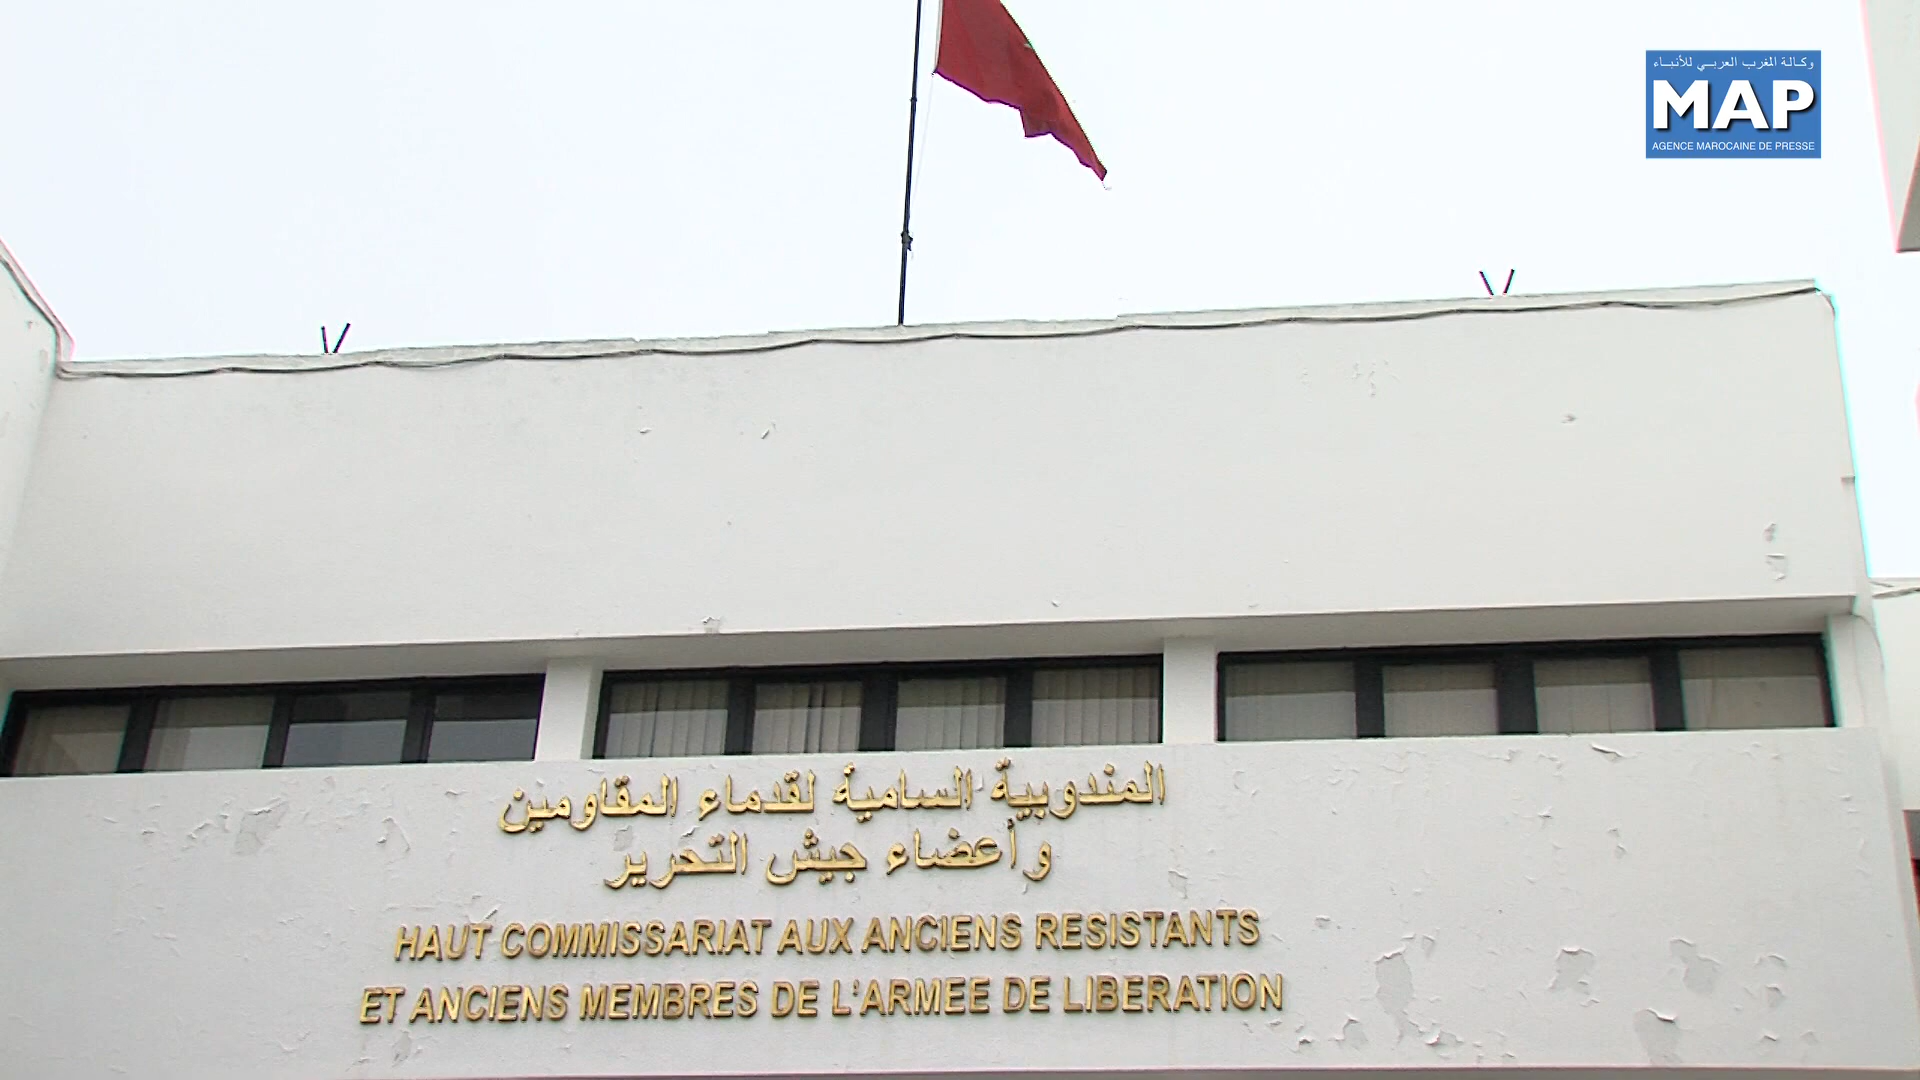 وكالة المغرب العربي للأنباء
MAP
AGENCE MAROCAINE DE PRESSE
المندوبية السامية لقدماء المقاومين
وأعضاء جيش التحرير
HAUT COMMISSARIAT AUX ANCIENS RESISTANTS
ET ANCIENS MEMBRES DE L'ARMEE DE LIBERATION